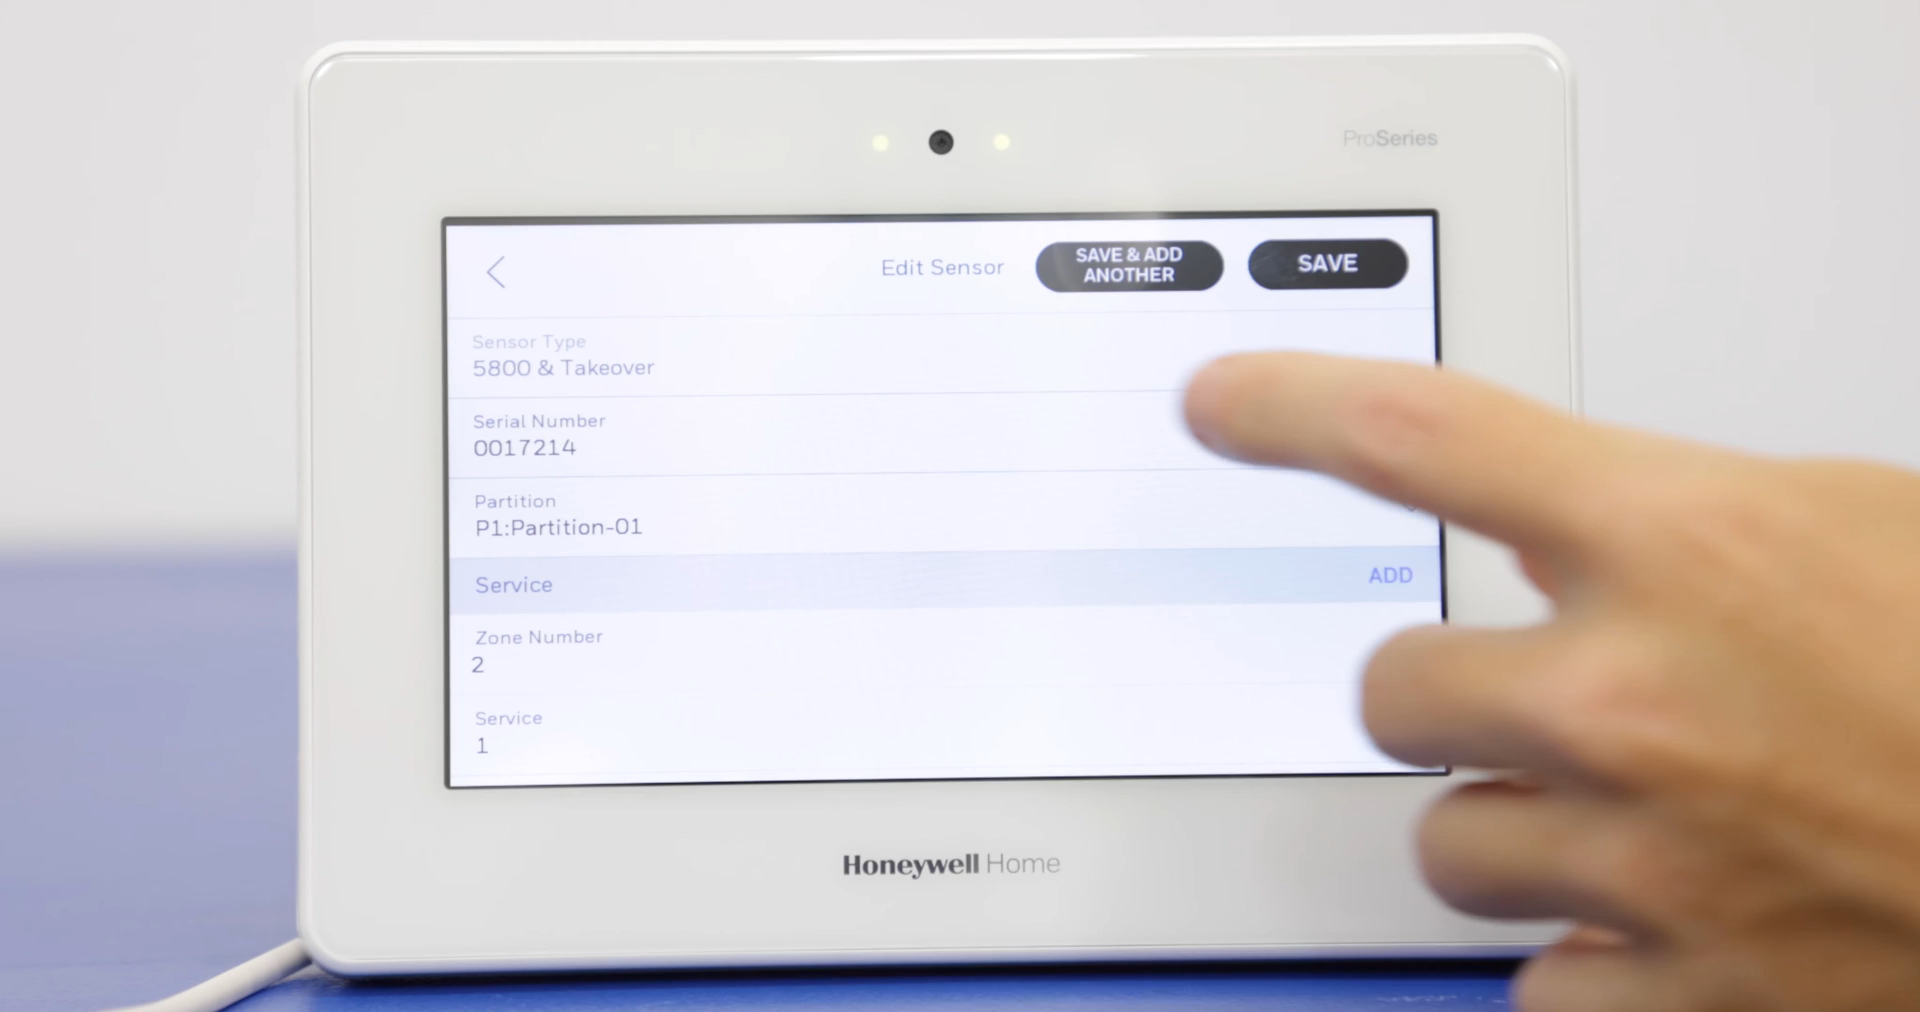 ProSeries
Edit Sensor
SAVE & ADD
ANOTHER
SAVE
Sensor Type
5800 & Takeover
Serial Number
0017214
Partition
P1:Partition-01
Service
ADD
Zone Number
2
Service
1
Honeywell Home